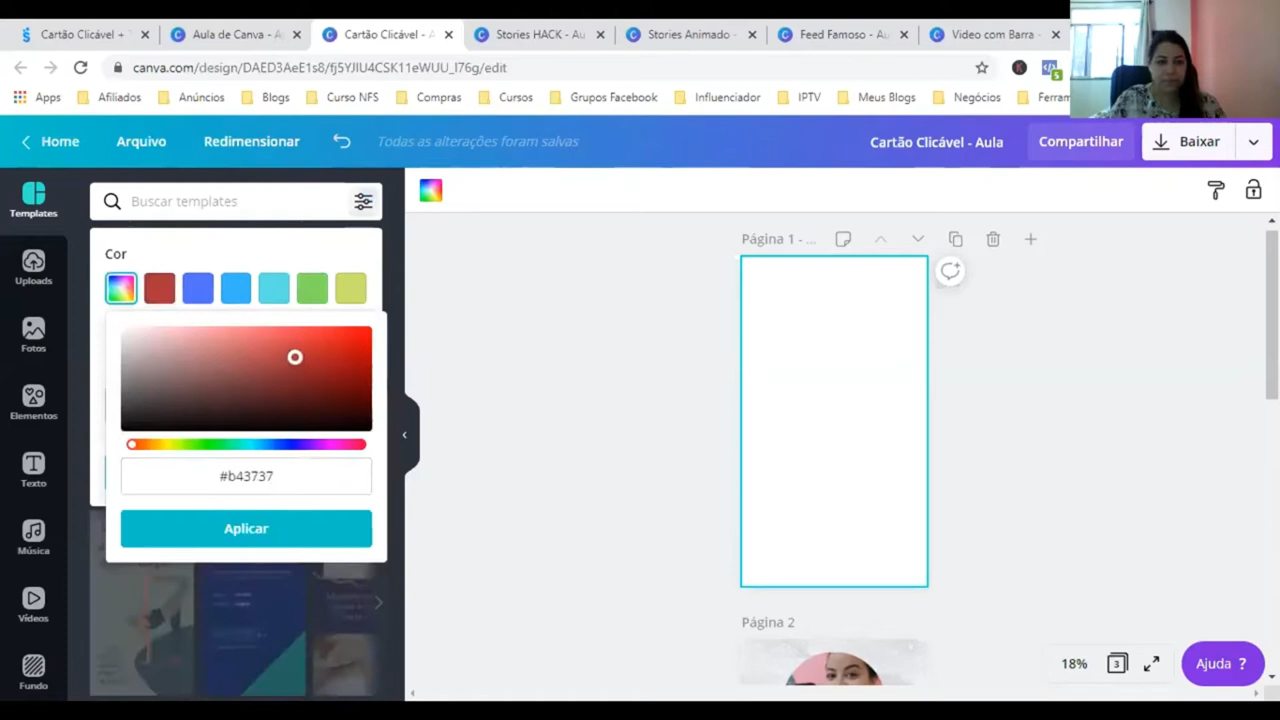 Cartão Clicável + T
Aula de Canva - A
Cartão Clicável - A
Stories HACK - Au
Stories Animado -
Feed Famoso - Au
Video com Barra -
canva.com/design/DAED3AeE1s8/fj5YJIU4CSK11eWUU_I76g/edit
Apps
Afiliados
Anúncios
Blogs
Curso NFS
Compras
Cursos
Grupos Facebook
Influenciador
IPTV
Meus Blogs
Negócios
Ferram
Home
Arquivo
Redimensionar
Todas as alterações foram salvas
Cartão Clicável - Aula
Compartilhar
Baixar
Templates
Uploads
Fotos
Elementos
Texto
Música
Vídeos
Fundo
Buscar templates
Cor
#b43737
Aplicar
Página 1 - ...
Página 2
18%
3
Ajuda ?